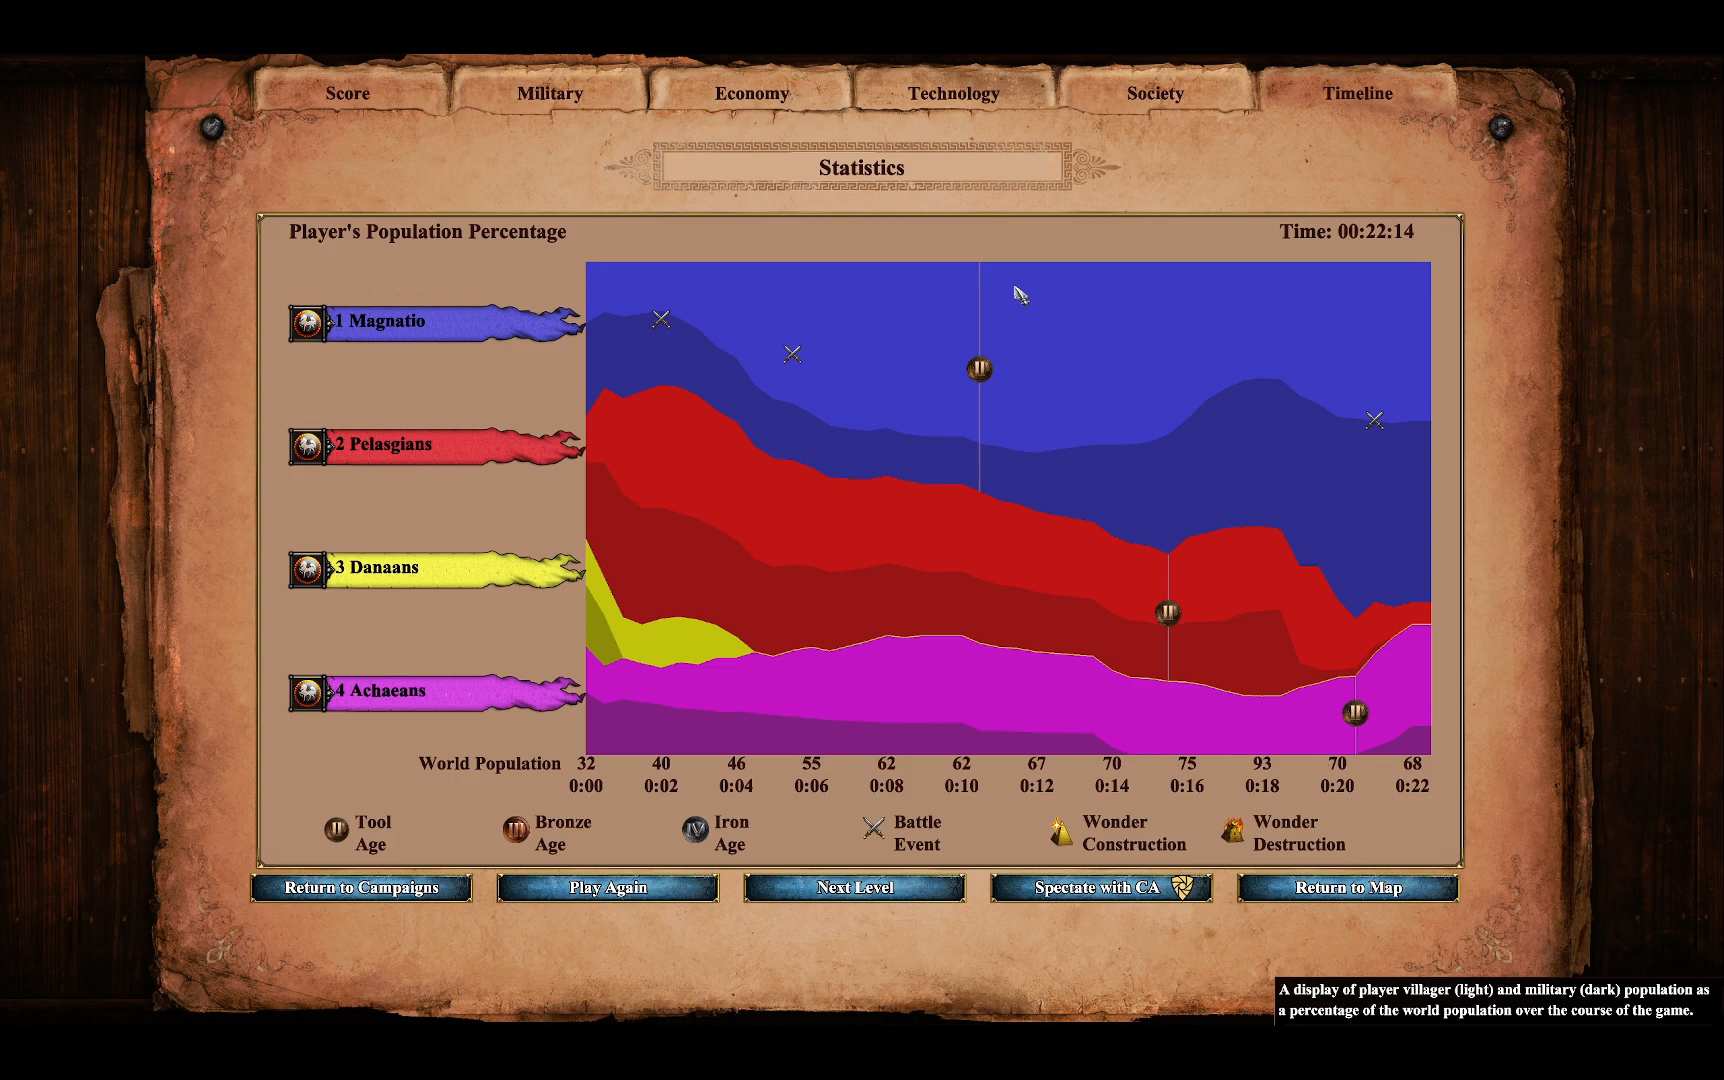 Score Military Economy Technology Society Timeline
Statistics
Player's Population Percentage Time: 00:22:14
1 Magnatio
2 Pelasgians
3 Danaans
4 Achaeans
World Population 32 40 46 55 62 62 67 70 75 93 70 68
0:00 0:02 0:04 0:06 0:08 0:10 0:12 0:14 0:16 0:18 0:20 0:22
II Tool Age
III Bronze Age
IV Iron Age
Battle Event
Wonder Construction
Wonder Destruction
Return to Campaigns Play Again Next Level Spectate with CA Return to Map
A display of player villager (light) and military (dark) population as
a percentage of the world population over the course of the game.